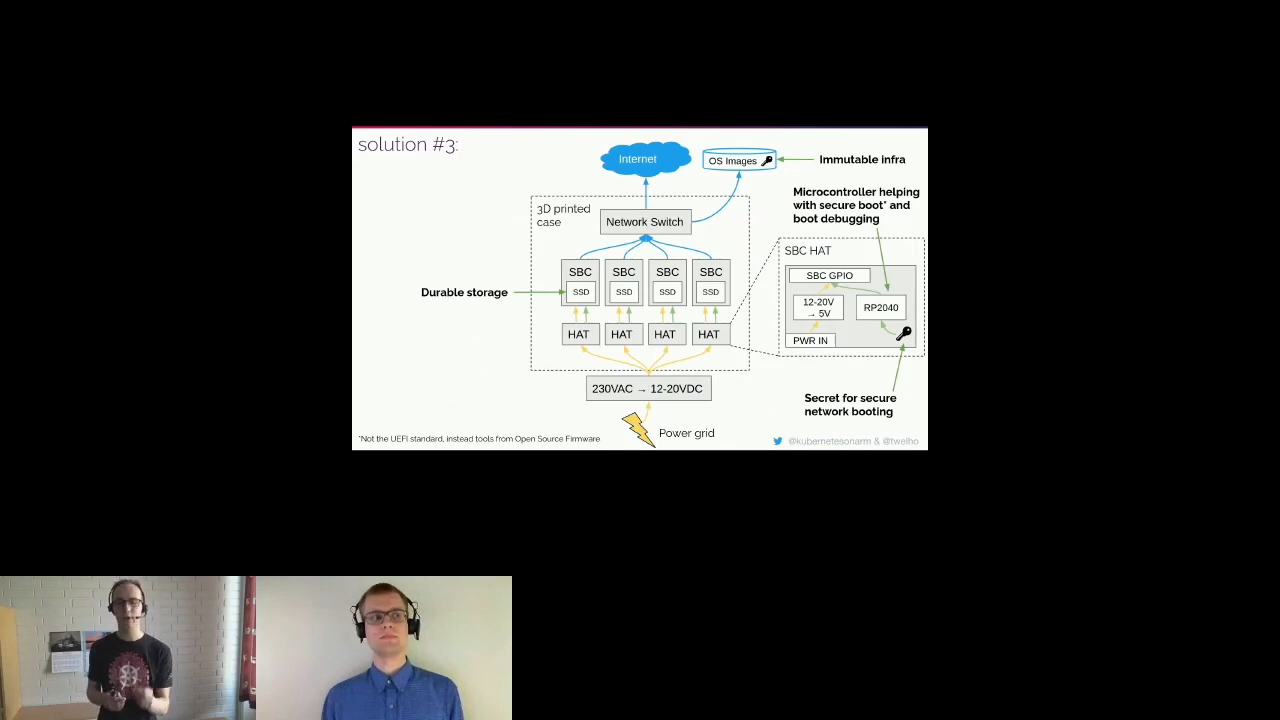 solution #3:
Internet
OS Images
Immutable infra
Microcontroller helping
with secure boot* and
boot debugging
3D printed
case
Network Switch
SBC HAT
SBC SBC SBC SBC
SSD SSD SSD SSD
Durable storage
SBC GPIO
12-20V
→ 5V
RP2040
HAT HAT HAT HAT
PWR IN
230VAC → 12-20VDC
Secret for secure
network booting
Power grid
*Not the UEFI standard, instead tools from Open Source Firmware
@kubernetesonarm & @twelho